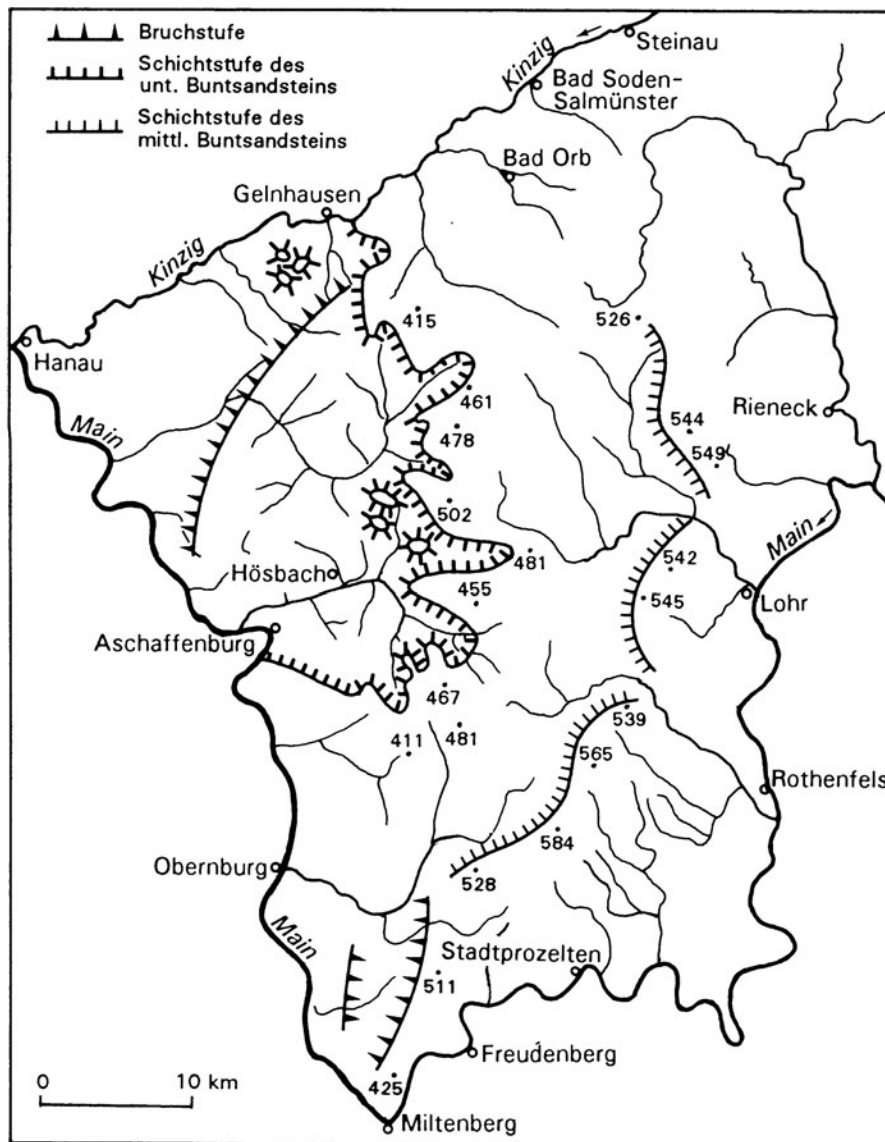 Bruchstufe
Schichtstufe des
unt. Buntsandsteins
Schichtstufe des
mittl. Buntsandsteins
Kinzig
Steinau
Bad Soden-
Salmünster
Bad Orb
Gelnhausen
Kinzig
415
526
Hanau
461
Rieneck
Main
544
478
549
502
Main
481
542
Hösbach
455
545
Lohr
Aschaffenburg
467
539
411
481
565
Rothenfels
584
Obernburg
528
Main
Stadtprozelten
511
Freudenberg
0
10 km
425
Miltenberg